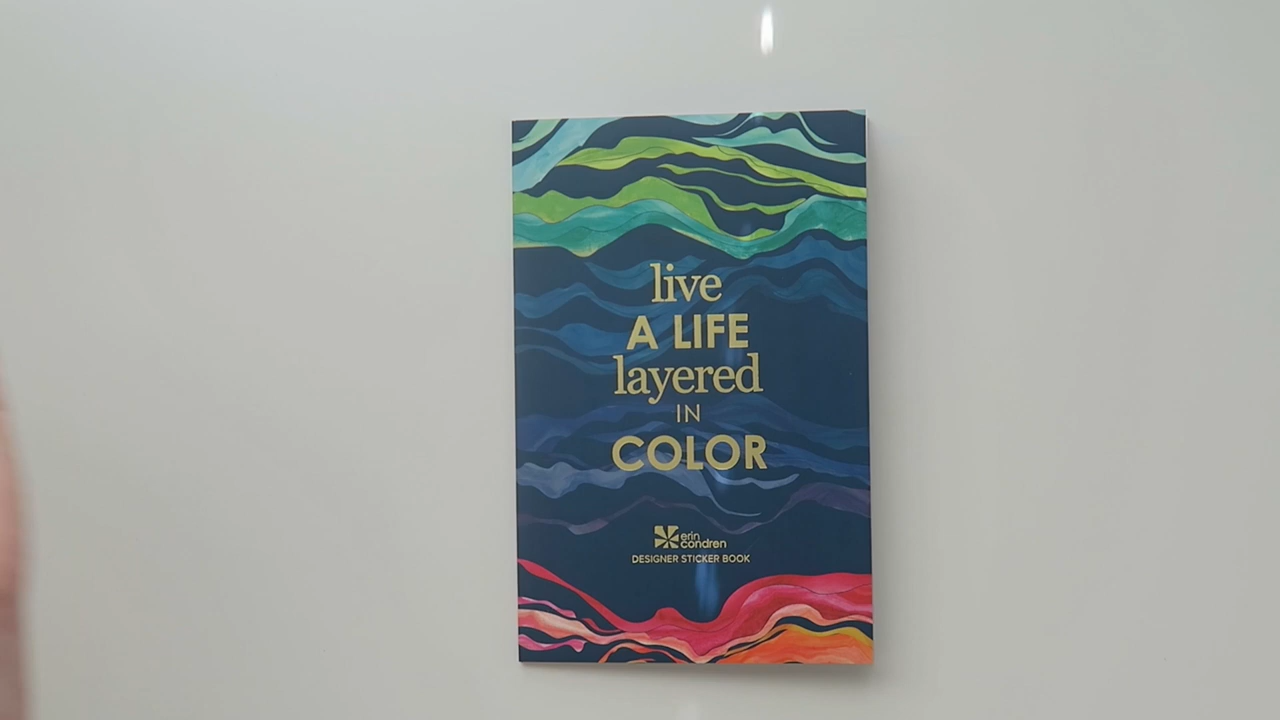 live
A LIFE
layered
IN
COLOR
erin
condren
DESIGNER STICKER BOOK